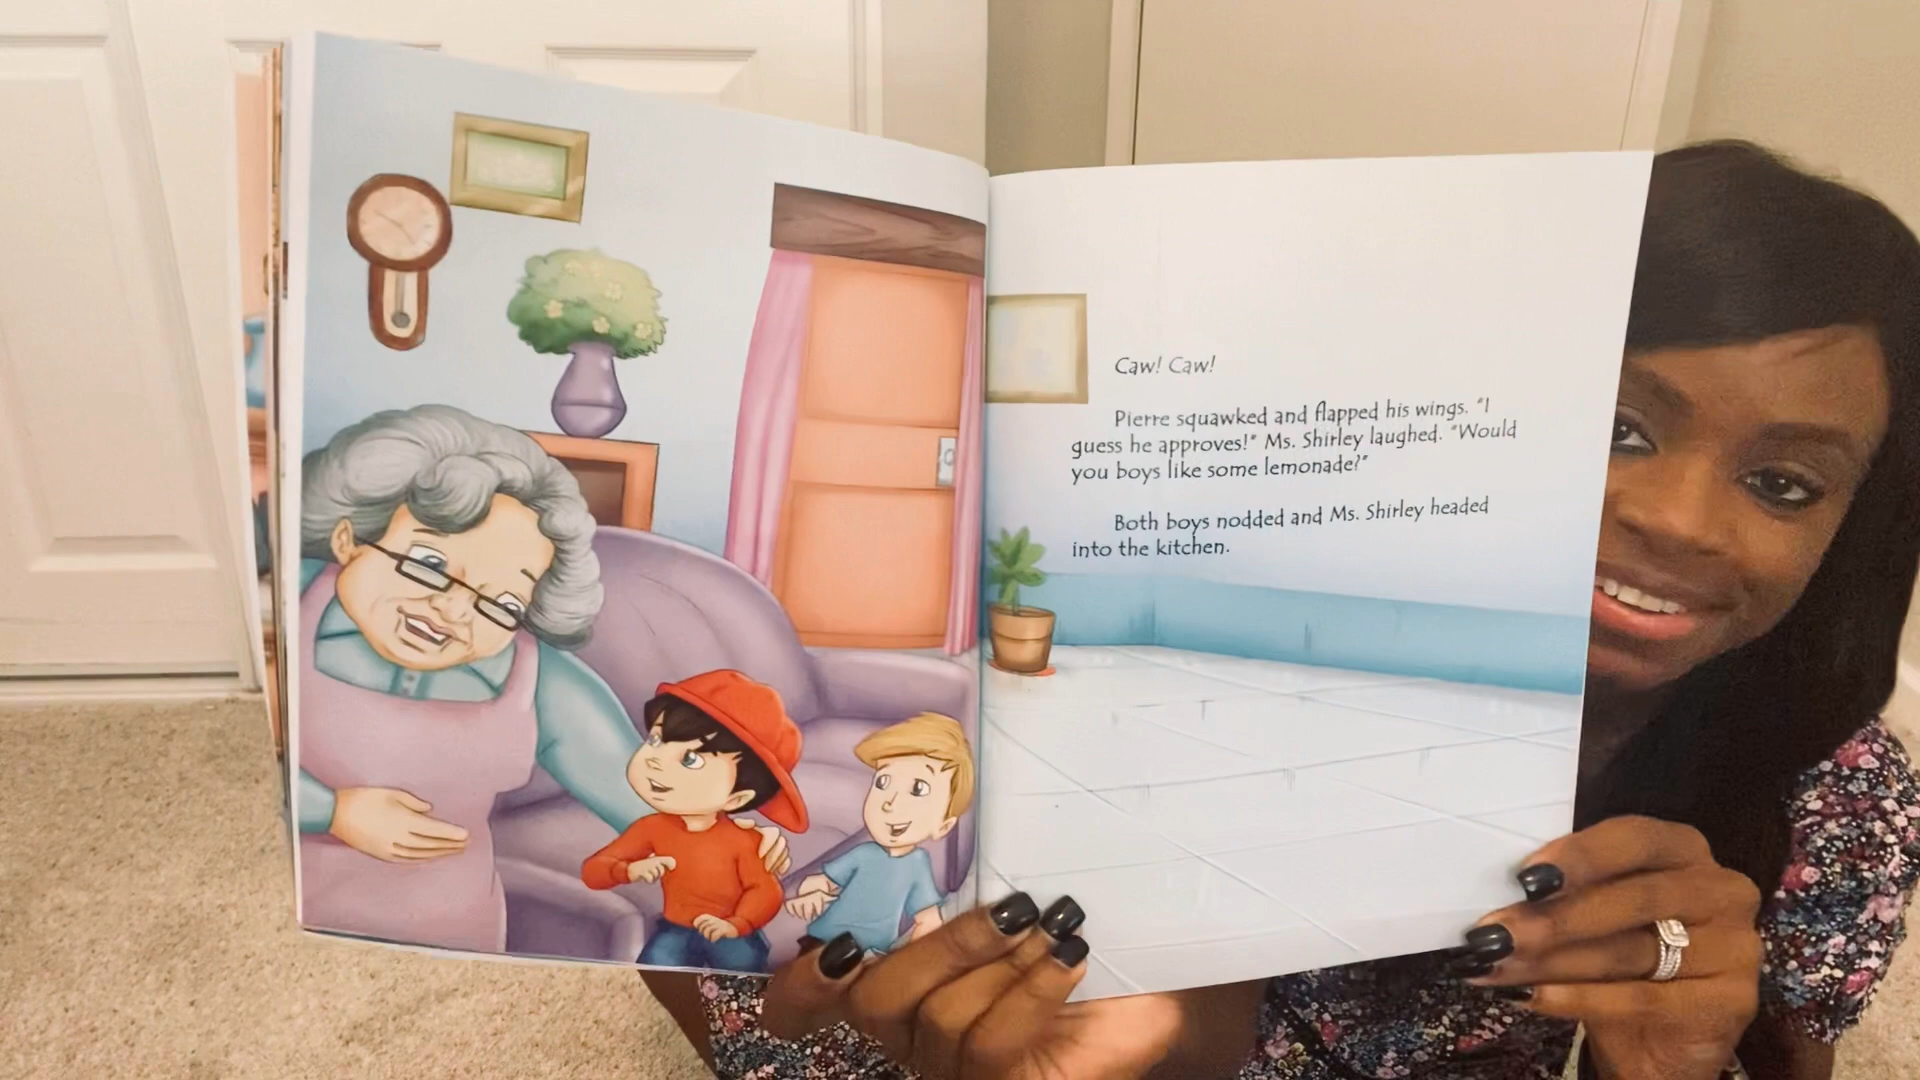 Caw! Caw!
Pierre squawked and flapped his wings. "I
guess he approves!" Ms. Shirley laughed. "Would
you boys like some lemonade?"
Both boys nodded and Ms. Shirley headed
into the kitchen.